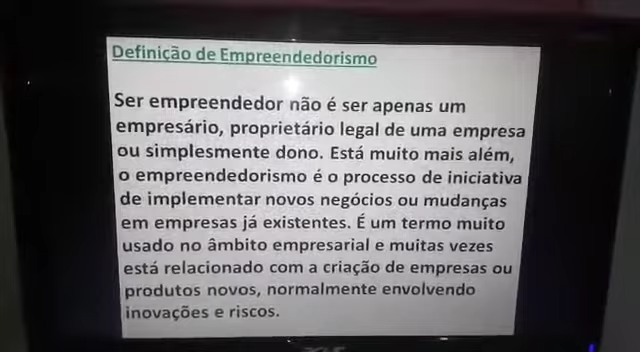 Definição de Empreendedorismo
Ser empreendedor não é ser apenas um
empresário, proprietário legal de uma empresa
ou simplesmente dono. Está muito mais além,
o empreendedorismo é o processo de iniciativa
de implementar novos negócios ou mudanças
em empresas já existentes. É um termo muito
usado no âmbito empresarial e muitas vezes
está relacionado com a criação de empresas ou
produtos novos, normalmente envolvendo
inovações e riscos.